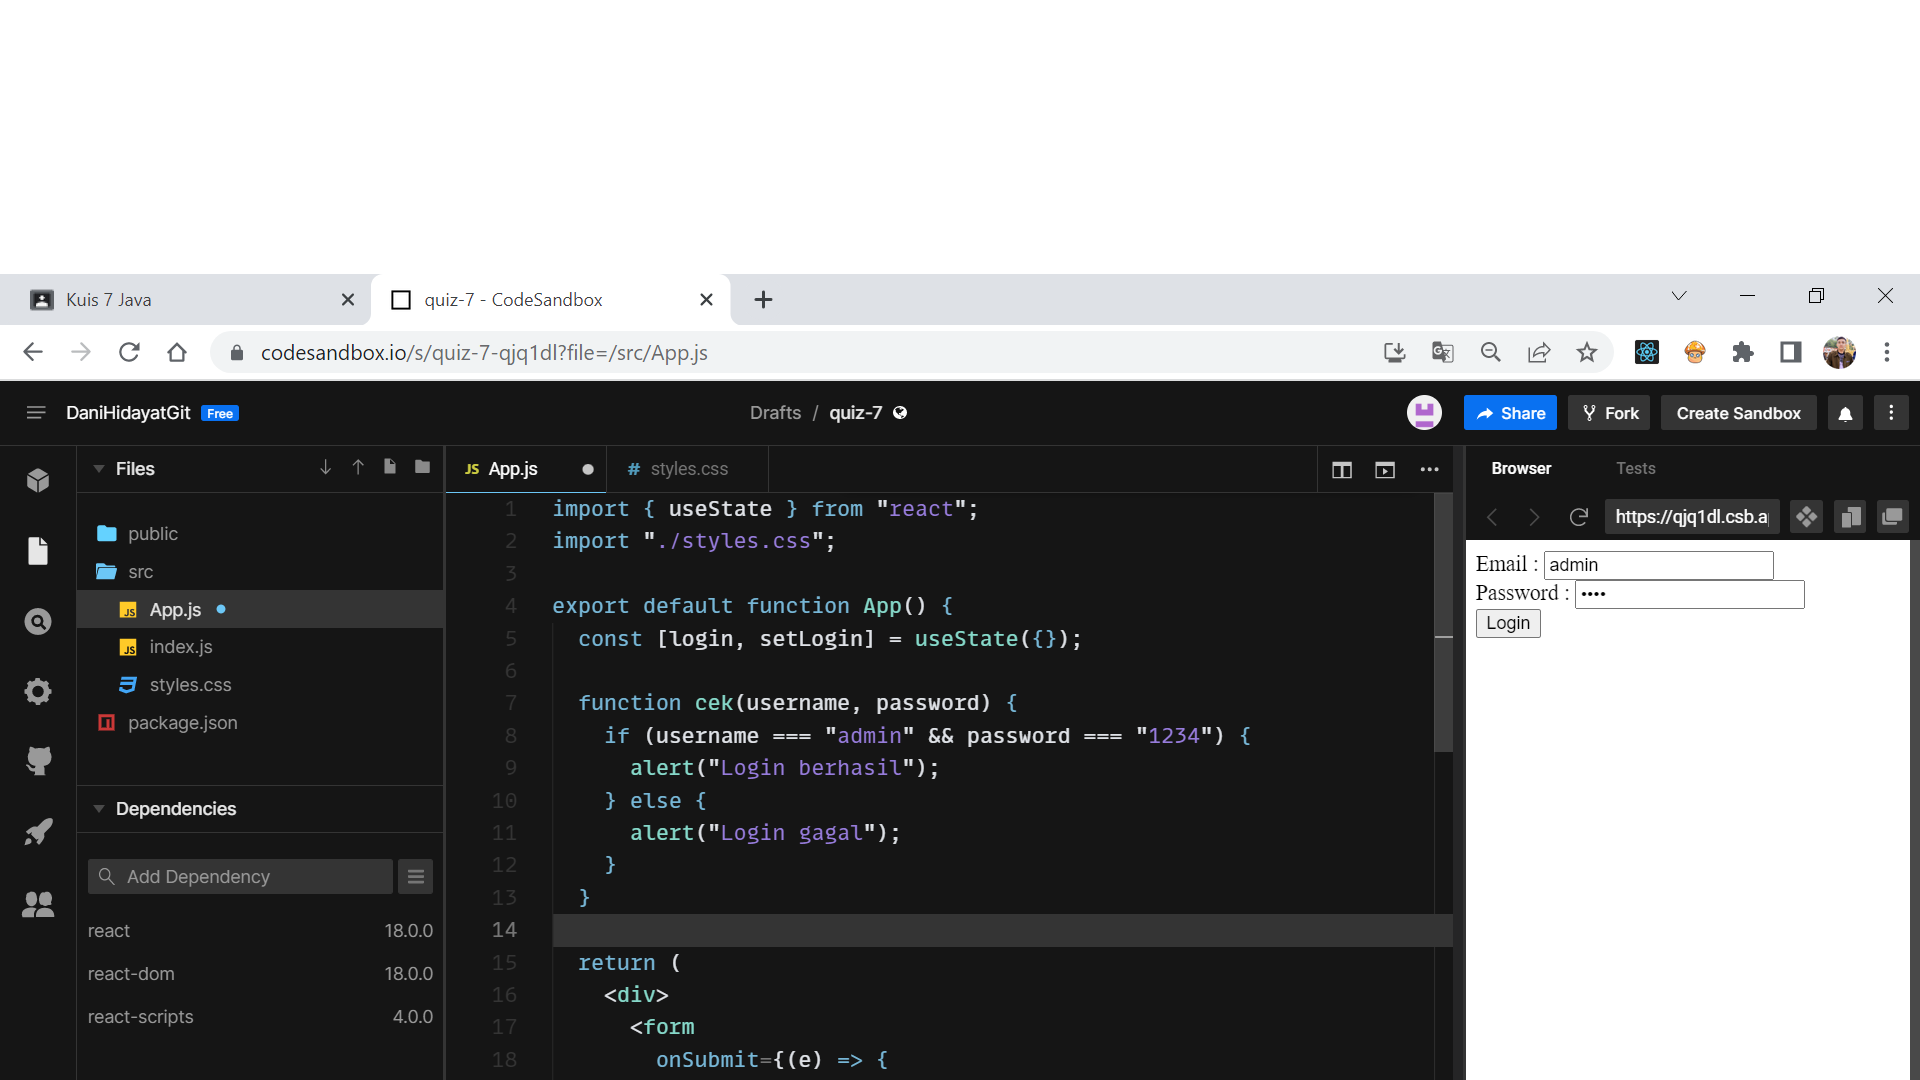 Kuis 7 Java
quiz-7 - CodeSandbox
codesandbox.io/s/quiz-7-qjq1dl?file=/src/App.js
DaniHidayatGit Free
Drafts / quiz-7
Share
Fork
Create Sandbox
Files
public
src
JS App.js
JS index.js
styles.css
package.json
Dependencies
Add Dependency
react 18.0.0
react-dom 18.0.0
react-scripts 4.0.0
JS App.js
# styles.css
1 import { useState } from "react";
2 import "./styles.css";
3
4 export default function App() {
5 const [login, setLogin] = useState({});
6
7 function cek(username, password) {
8 if (username === "admin" && password === "1234") {
9 alert("Login berhasil");
10 } else {
11 alert("Login gagal");
12 }
13 }
14
15 return (
16 <div>
17 <form
18 onSubmit={(e) => {
Browser Tests
https://qjq1dl.csb.a
Email : admin
Password : ••••
Login